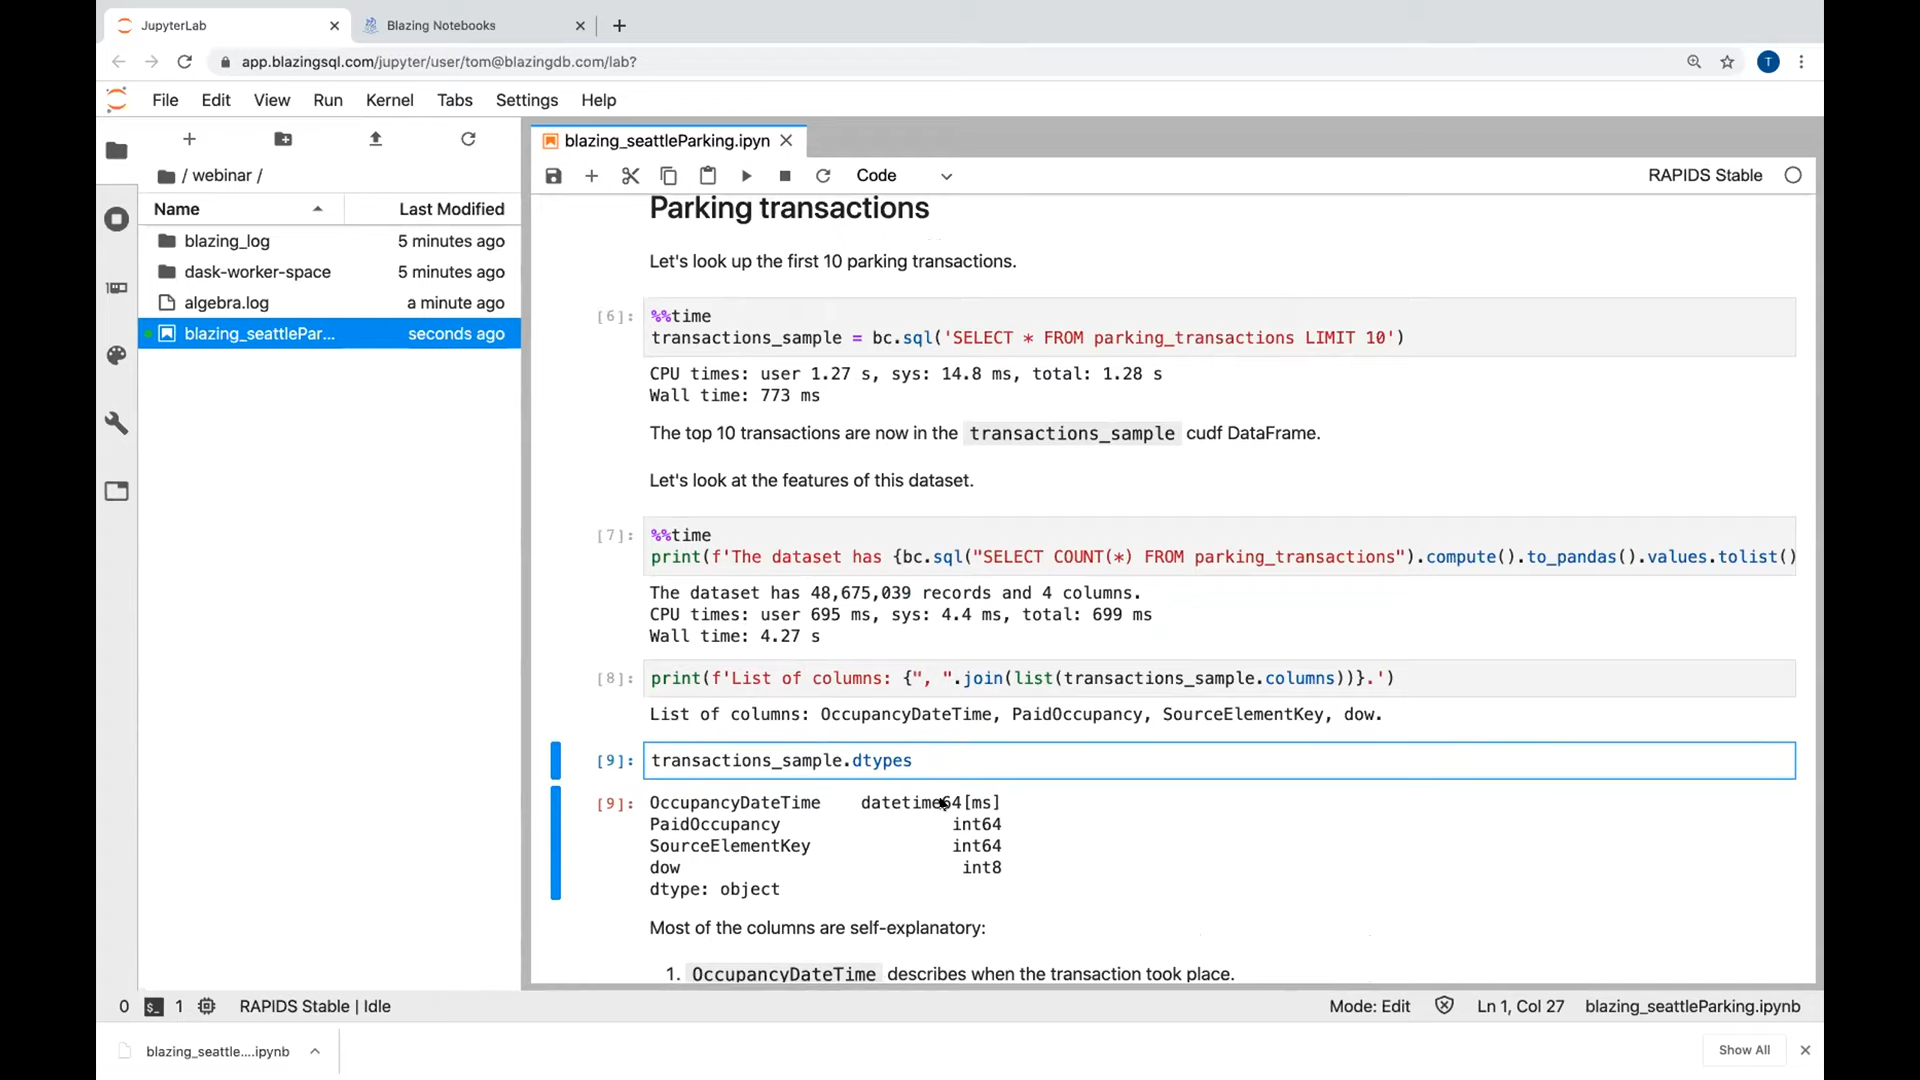 JupyterLab
Blazing Notebooks
app.blazingsql.com/jupyter/user/tom@blazingdb.com/lab?
T
File Edit View Run Kernel Tabs Settings Help
/ webinar /
Name Last Modified
blazing_log 5 minutes ago
dask-worker-space 5 minutes ago
algebra.log a minute ago
blazing_seattlePar... seconds ago
blazing_seattleParking.ipyn
Code
RAPIDS Stable
Parking transactions
Let's look up the first 10 parking transactions.
[6]: %%time
transactions_sample = bc.sql('SELECT * FROM parking_transactions LIMIT 10')
CPU times: user 1.27 s, sys: 14.8 ms, total: 1.28 s
Wall time: 773 ms
The top 10 transactions are now in the transactions_sample cudf DataFrame.
Let's look at the features of this dataset.
[7]: %%time
print(f'The dataset has {bc.sql("SELECT COUNT(*) FROM parking_transactions").compute().to_pandas().values.tolist()
The dataset has 48,675,039 records and 4 columns.
CPU times: user 695 ms, sys: 4.4 ms, total: 699 ms
Wall time: 4.27 s
[8]: print(f'List of columns: {", ".join(list(transactions_sample.columns))}.')
List of columns: OccupancyDateTime, PaidOccupancy, SourceElementKey, dow.
[9]: transactions_sample.dtypes
[9]: OccupancyDateTime datetime64[ms]
PaidOccupancy int64
SourceElementKey int64
dow int8
dtype: object
Most of the columns are self-explanatory:
1. OccupancyDateTime describes when the transaction took place.
0 1 RAPIDS Stable | Idle
Mode: Edit Ln 1, Col 27 blazing_seattleParking.ipynb
blazing_seattle....ipynb
Show All